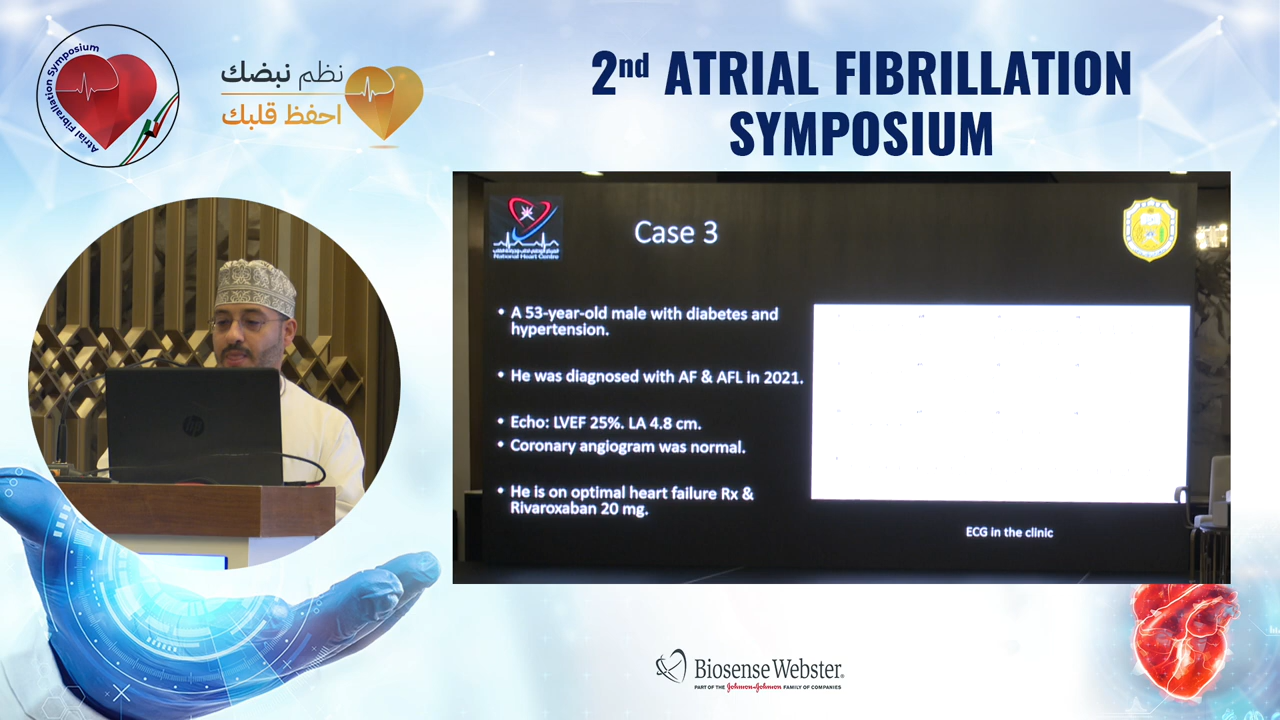 Atrial Fibrillation Symposium
نظم نبضك
احفظ قلبك
2nd ATRIAL FIBRILLATION
SYMPOSIUM
National Heart Centre
Case 3
• A 53-year-old male with diabetes and
hypertension.
• He was diagnosed with AF & AFL in 2021.
• Echo: LVEF 25%. LA 4.8 cm.
• Coronary angiogram was normal.
• He is on optimal heart failure Rx &
Rivaroxaban 20 mg.
ECG in the clinic
hp
Biosense Webster®
PART OF THE Johnson & Johnson FAMILY OF COMPANIES